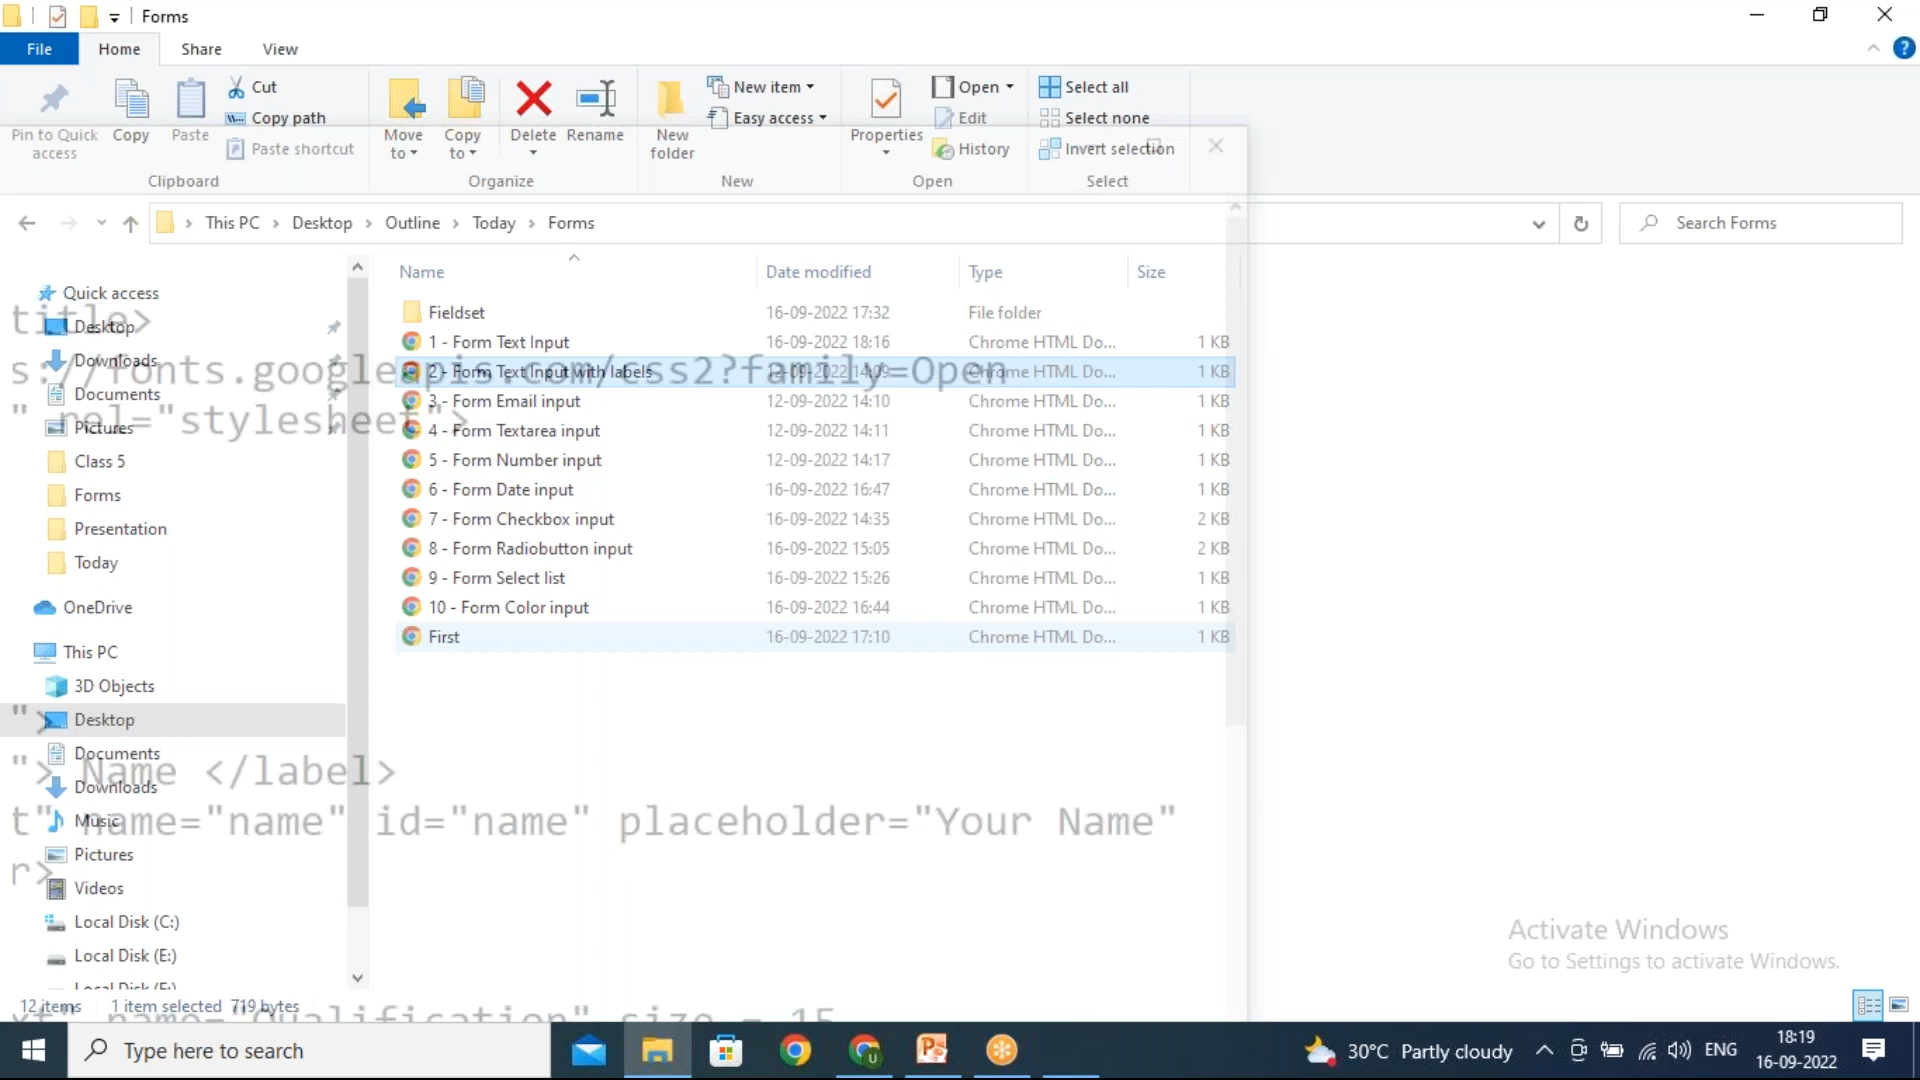 Forms
File Home Share View
Pin to Quick access
Copy
Paste
Cut
Copy path
Paste shortcut
Clipboard
Move to
Copy to
Delete
Rename
Organize
New folder
New item
Easy access
New
Properties
Open
Edit
History
Open
Select all
Select none
Invert selection
Select
This PC > Desktop > Outline > Today > Forms
Search Forms
Name Date modified Type Size
Fieldset 16-09-2022 17:32 File folder
1 - Form Text Input 16-09-2022 18:16 Chrome HTML Do... 1 KB
2 - Form Text Input with labels 12-09-2022 14:09 Chrome HTML Do... 1 KB
3 - Form Email input 12-09-2022 14:10 Chrome HTML Do... 1 KB
4 - Form Textarea input 12-09-2022 14:11 Chrome HTML Do... 1 KB
5 - Form Number input 12-09-2022 14:17 Chrome HTML Do... 1 KB
6 - Form Date input 16-09-2022 16:47 Chrome HTML Do... 1 KB
7 - Form Checkbox input 16-09-2022 14:35 Chrome HTML Do... 2 KB
8 - Form Radiobutton input 16-09-2022 15:05 Chrome HTML Do... 2 KB
9 - Form Select list 16-09-2022 15:26 Chrome HTML Do... 1 KB
10 - Form Color input 16-09-2022 16:44 Chrome HTML Do... 1 KB
First 16-09-2022 17:10 Chrome HTML Do... 1 KB
Quick access
Desktop
Downloads
Documents
Pictures
Class 5
Forms
Presentation
Today
OneDrive
This PC
3D Objects
Desktop
Documents
Downloads
Music
Pictures
Videos
Local Disk (C:)
Local Disk (E:)
Local Disk (F:)
title>
s://fonts.googleapis.com/css2?family=Open
" rel="stylesheet">
">
"> Name </label>
t" name="name" id="name" placeholder="Your Name"
r>
xt" name="Qualification" size = 15
12 items 1 item selected 719 bytes
Activate Windows
Go to Settings to activate Windows.
Type here to search
30°C Partly cloudy
ENG
18:19
16-09-2022